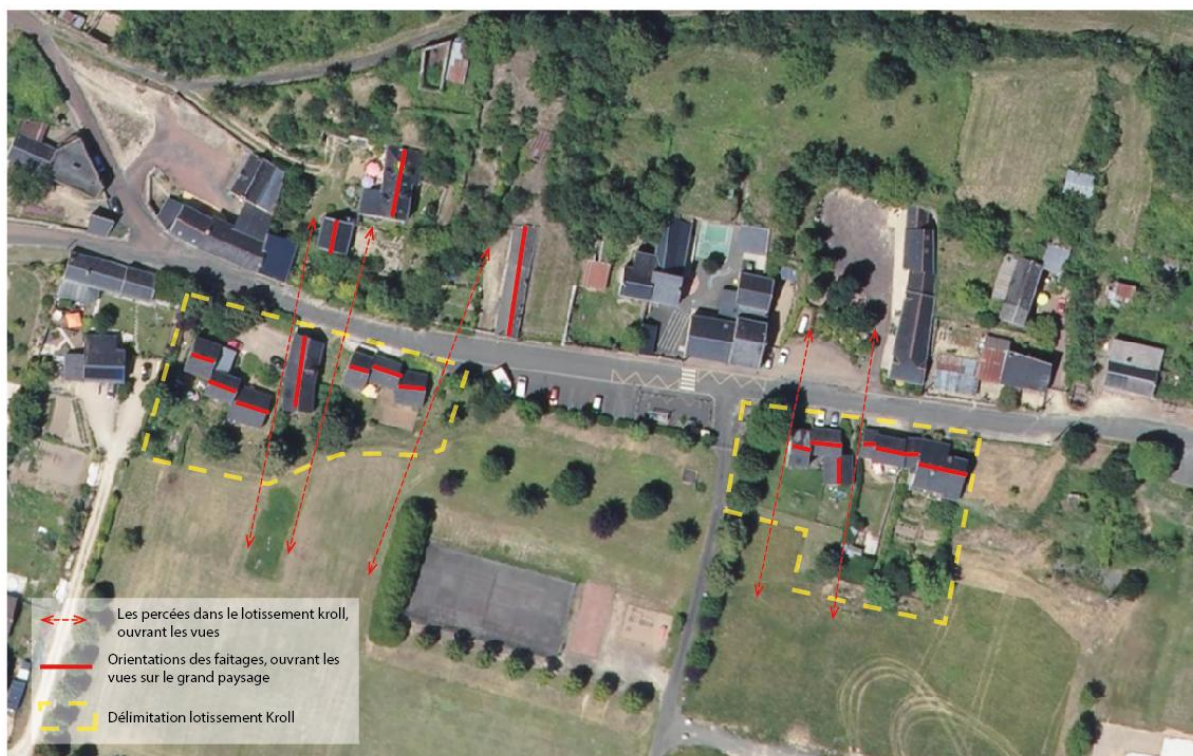 Les percées dans le lotissement kroll,
ouvrant les vues
Orientations des faitages, ouvrant les
vues sur le grand paysage
Délimitation lotissement Kroll